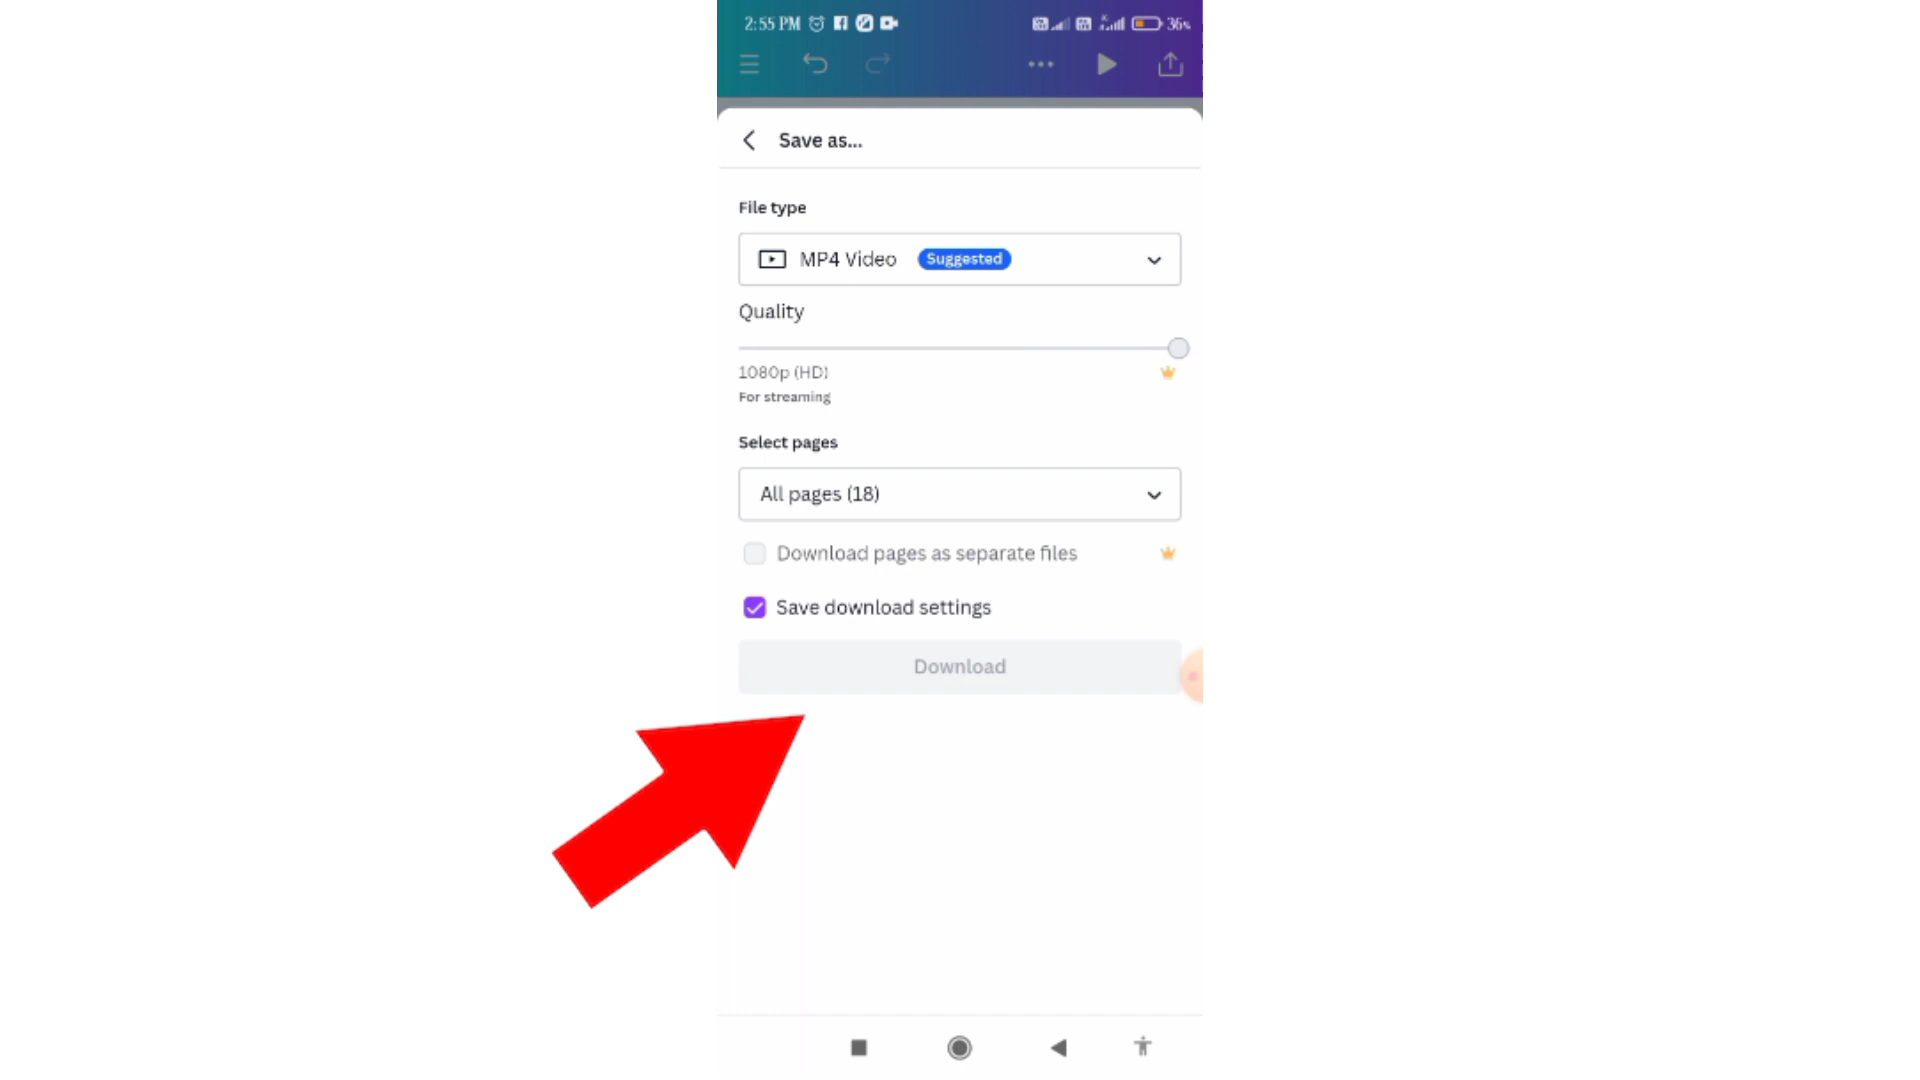 2:55 PM 36%
Save as...
File type
MP4 Video Suggested
Quality
1080p (HD)
For streaming
Select pages
All pages (18)
Download pages as separate files
Save download settings
Download